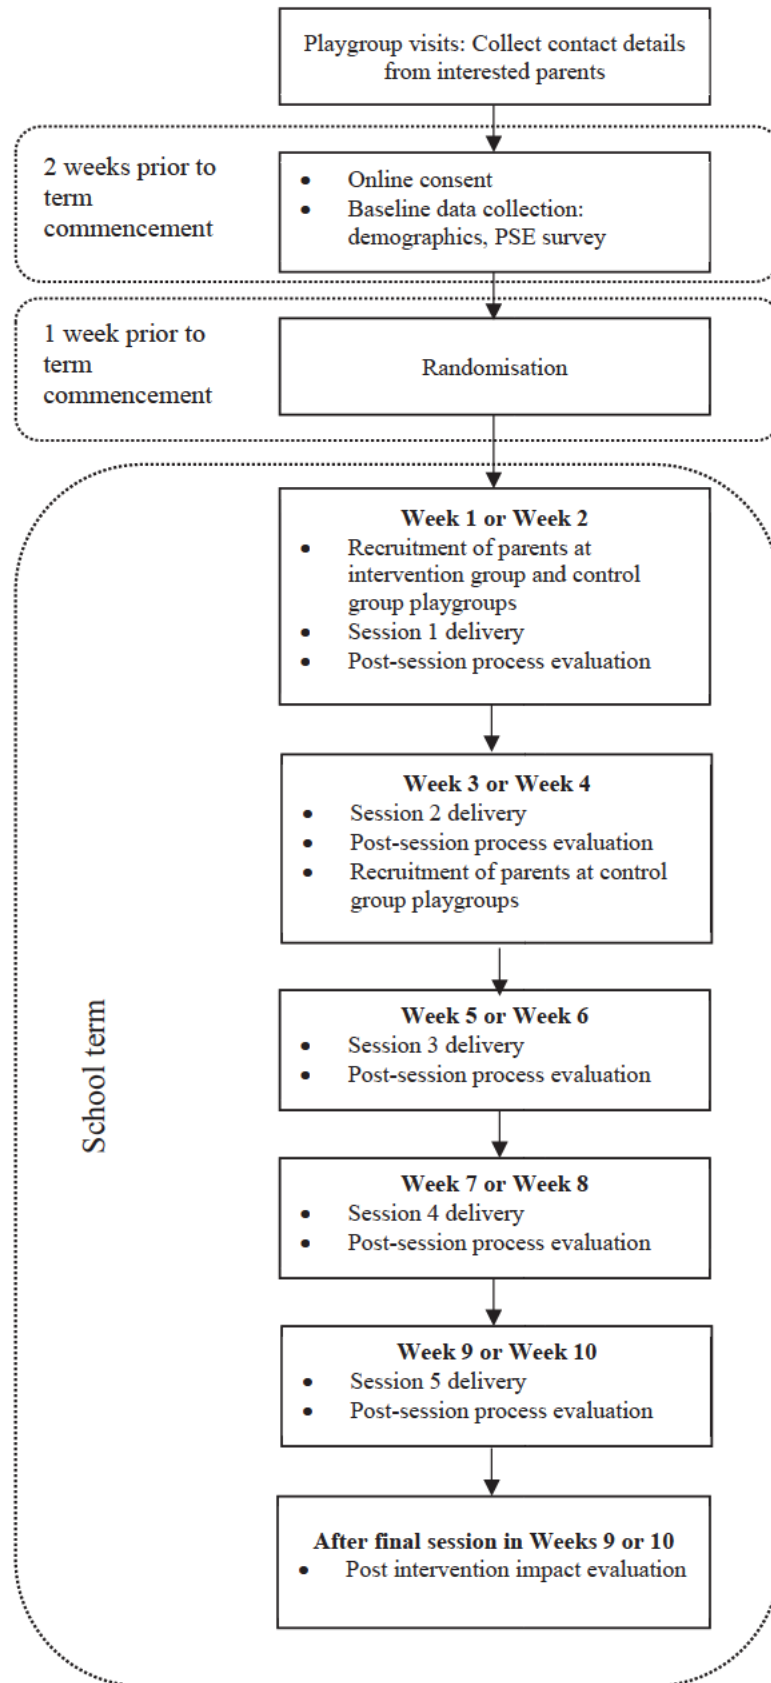 Playgroup visits: Collect contact details
from interested parents
2 weeks prior to
term
commencement
• Online consent
• Baseline data collection:
demographics, PSE survey
1 week prior to
term
commencement
Randomisation
School term
Week 1 or Week 2
• Recruitment of parents at
intervention group and control
group playgroups
• Session 1 delivery
• Post-session process evaluation
Week 3 or Week 4
• Session 2 delivery
• Post-session process evaluation
• Recruitment of parents at control
group playgroups
Week 5 or Week 6
• Session 3 delivery
• Post-session process evaluation
Week 7 or Week 8
• Session 4 delivery
• Post-session process evaluation
Week 9 or Week 10
• Session 5 delivery
• Post-session process evaluation
After final session in Weeks 9 or 10
• Post intervention impact evaluation